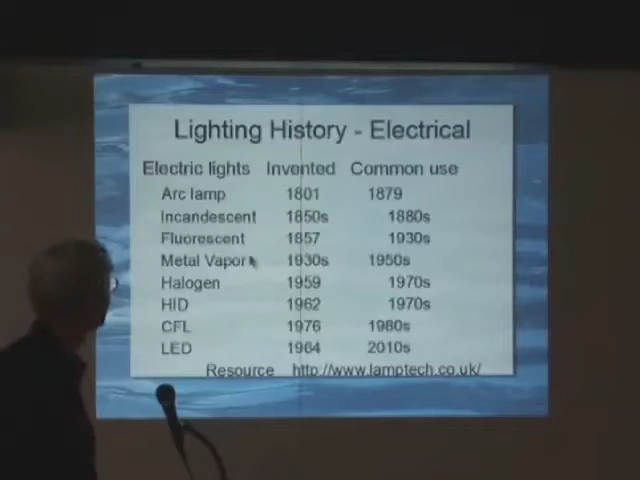 Lighting History - Electrical
Electric lights Invented Common use
Arc lamp 1801 1879
Incandescent 1850s 1880s
Fluorescent 1857 1930s
Metal Vapor 1930s 1950s
Halogen 1959 1970s
HID 1962 1970s
CFL 1976 1980s
LED 1964 2010s
Resource http://www.lamptech.co.uk/